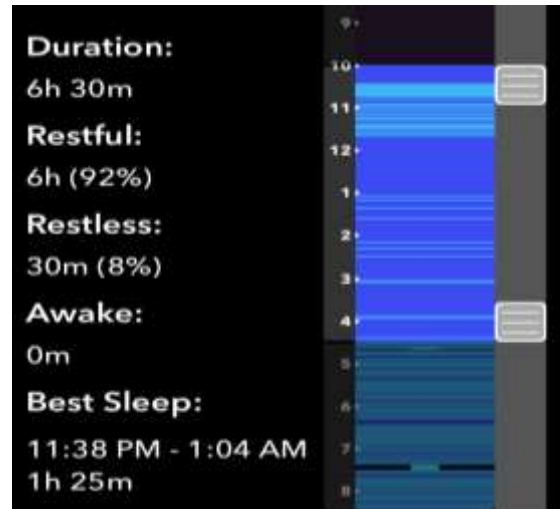 Duration:
6h 30m
Restful:
6h (92%)
Restless:
30m (8%)
Awake:
0m
Best Sleep:
11:38 PM - 1:04 AM
1h 25m
9
10
11
12
1
2
3
4
5
6
7
8